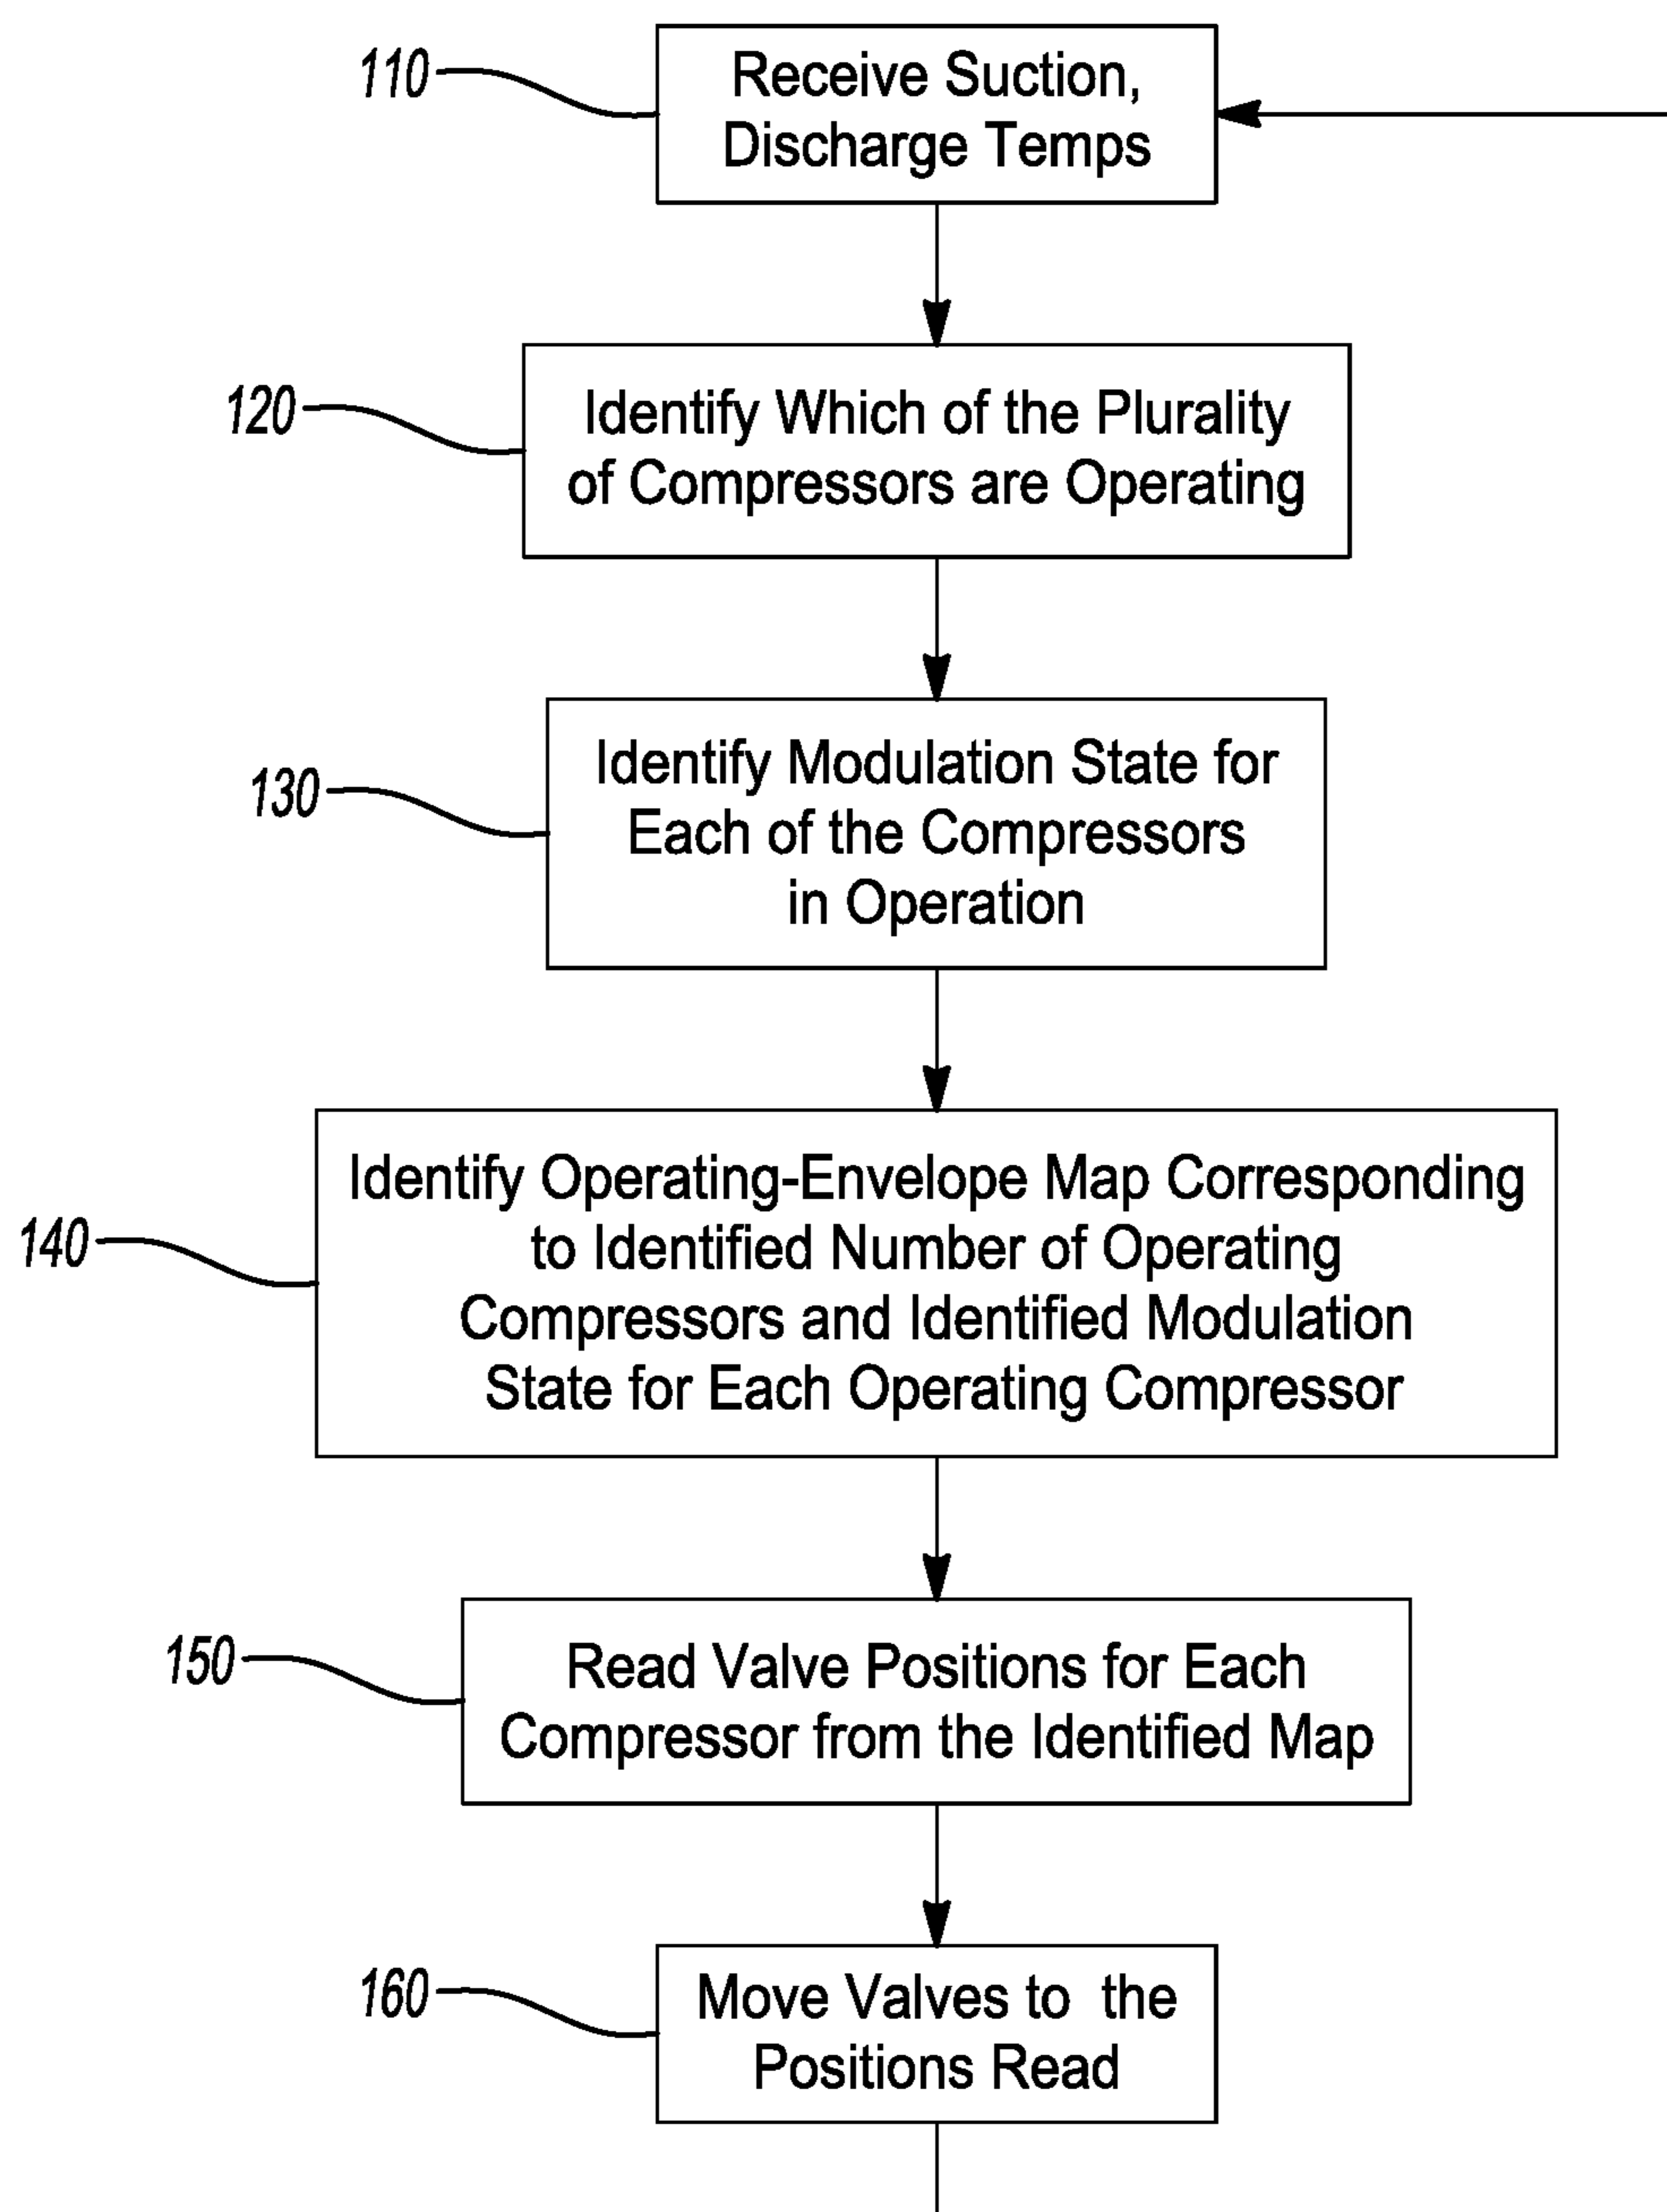 110
Receive Suction,
Discharge Temps
120
Identify Which of the Plurality
of Compressors are Operating
130
Identify Modulation State for
Each of the Compressors
in Operation
140
Identify Operating-Envelope Map Corresponding
to Identified Number of Operating
Compressors and Identified Modulation
State for Each Operating Compressor
150
Read Valve Positions for Each
Compressor from the Identified Map
160
Move Valves to the
Positions Read